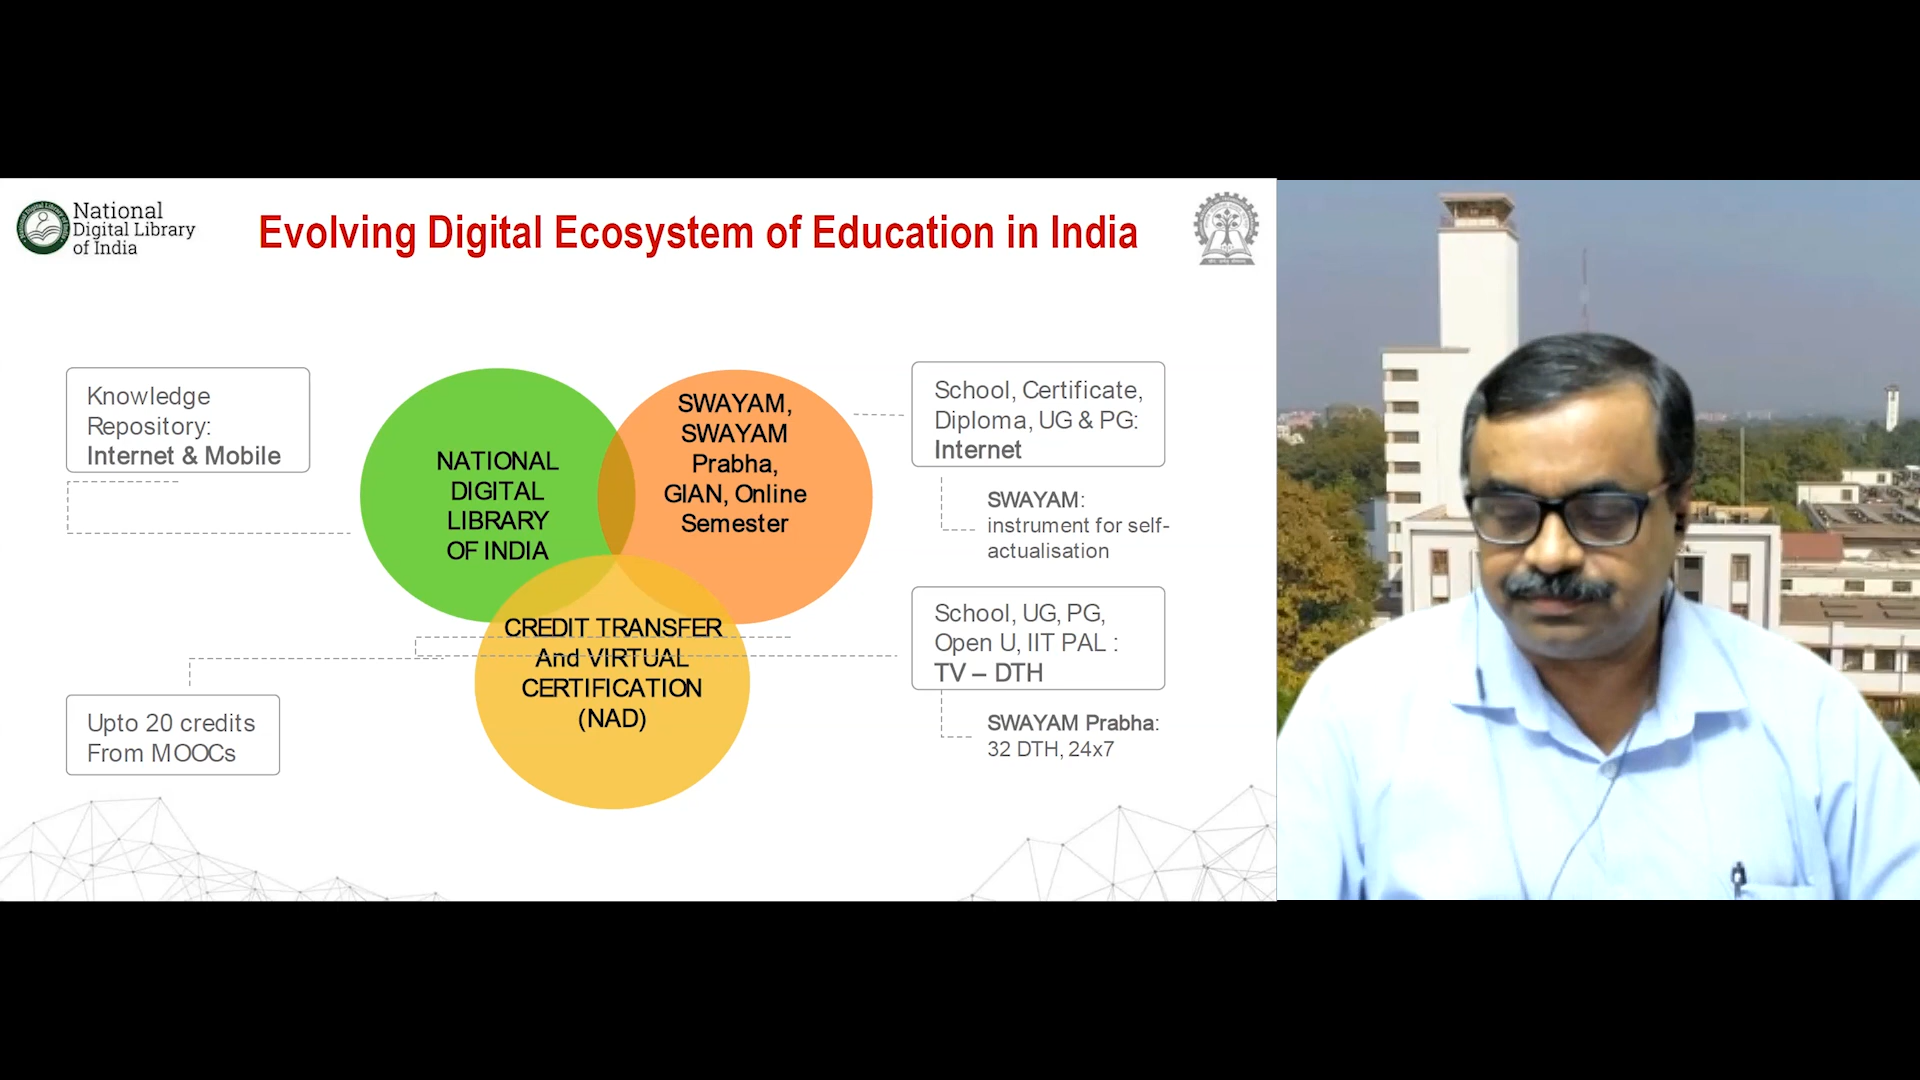 National
Digital Library
of India
Evolving Digital Ecosystem of Education in India
Knowledge
Repository:
Internet & Mobile
NATIONAL
DIGITAL
LIBRARY
OF INDIA
SWAYAM,
SWAYAM
Prabha,
GIAN, Online
Semester
School, Certificate,
Diploma, UG & PG:
Internet
SWAYAM:
instrument for self-
actualisation
CREDIT TRANSFER
And VIRTUAL
CERTIFICATION
(NAD)
School, UG, PG,
Open U, IIT PAL :
TV – DTH
SWAYAM Prabha:
32 DTH, 24x7
Upto 20 credits
From MOOCs